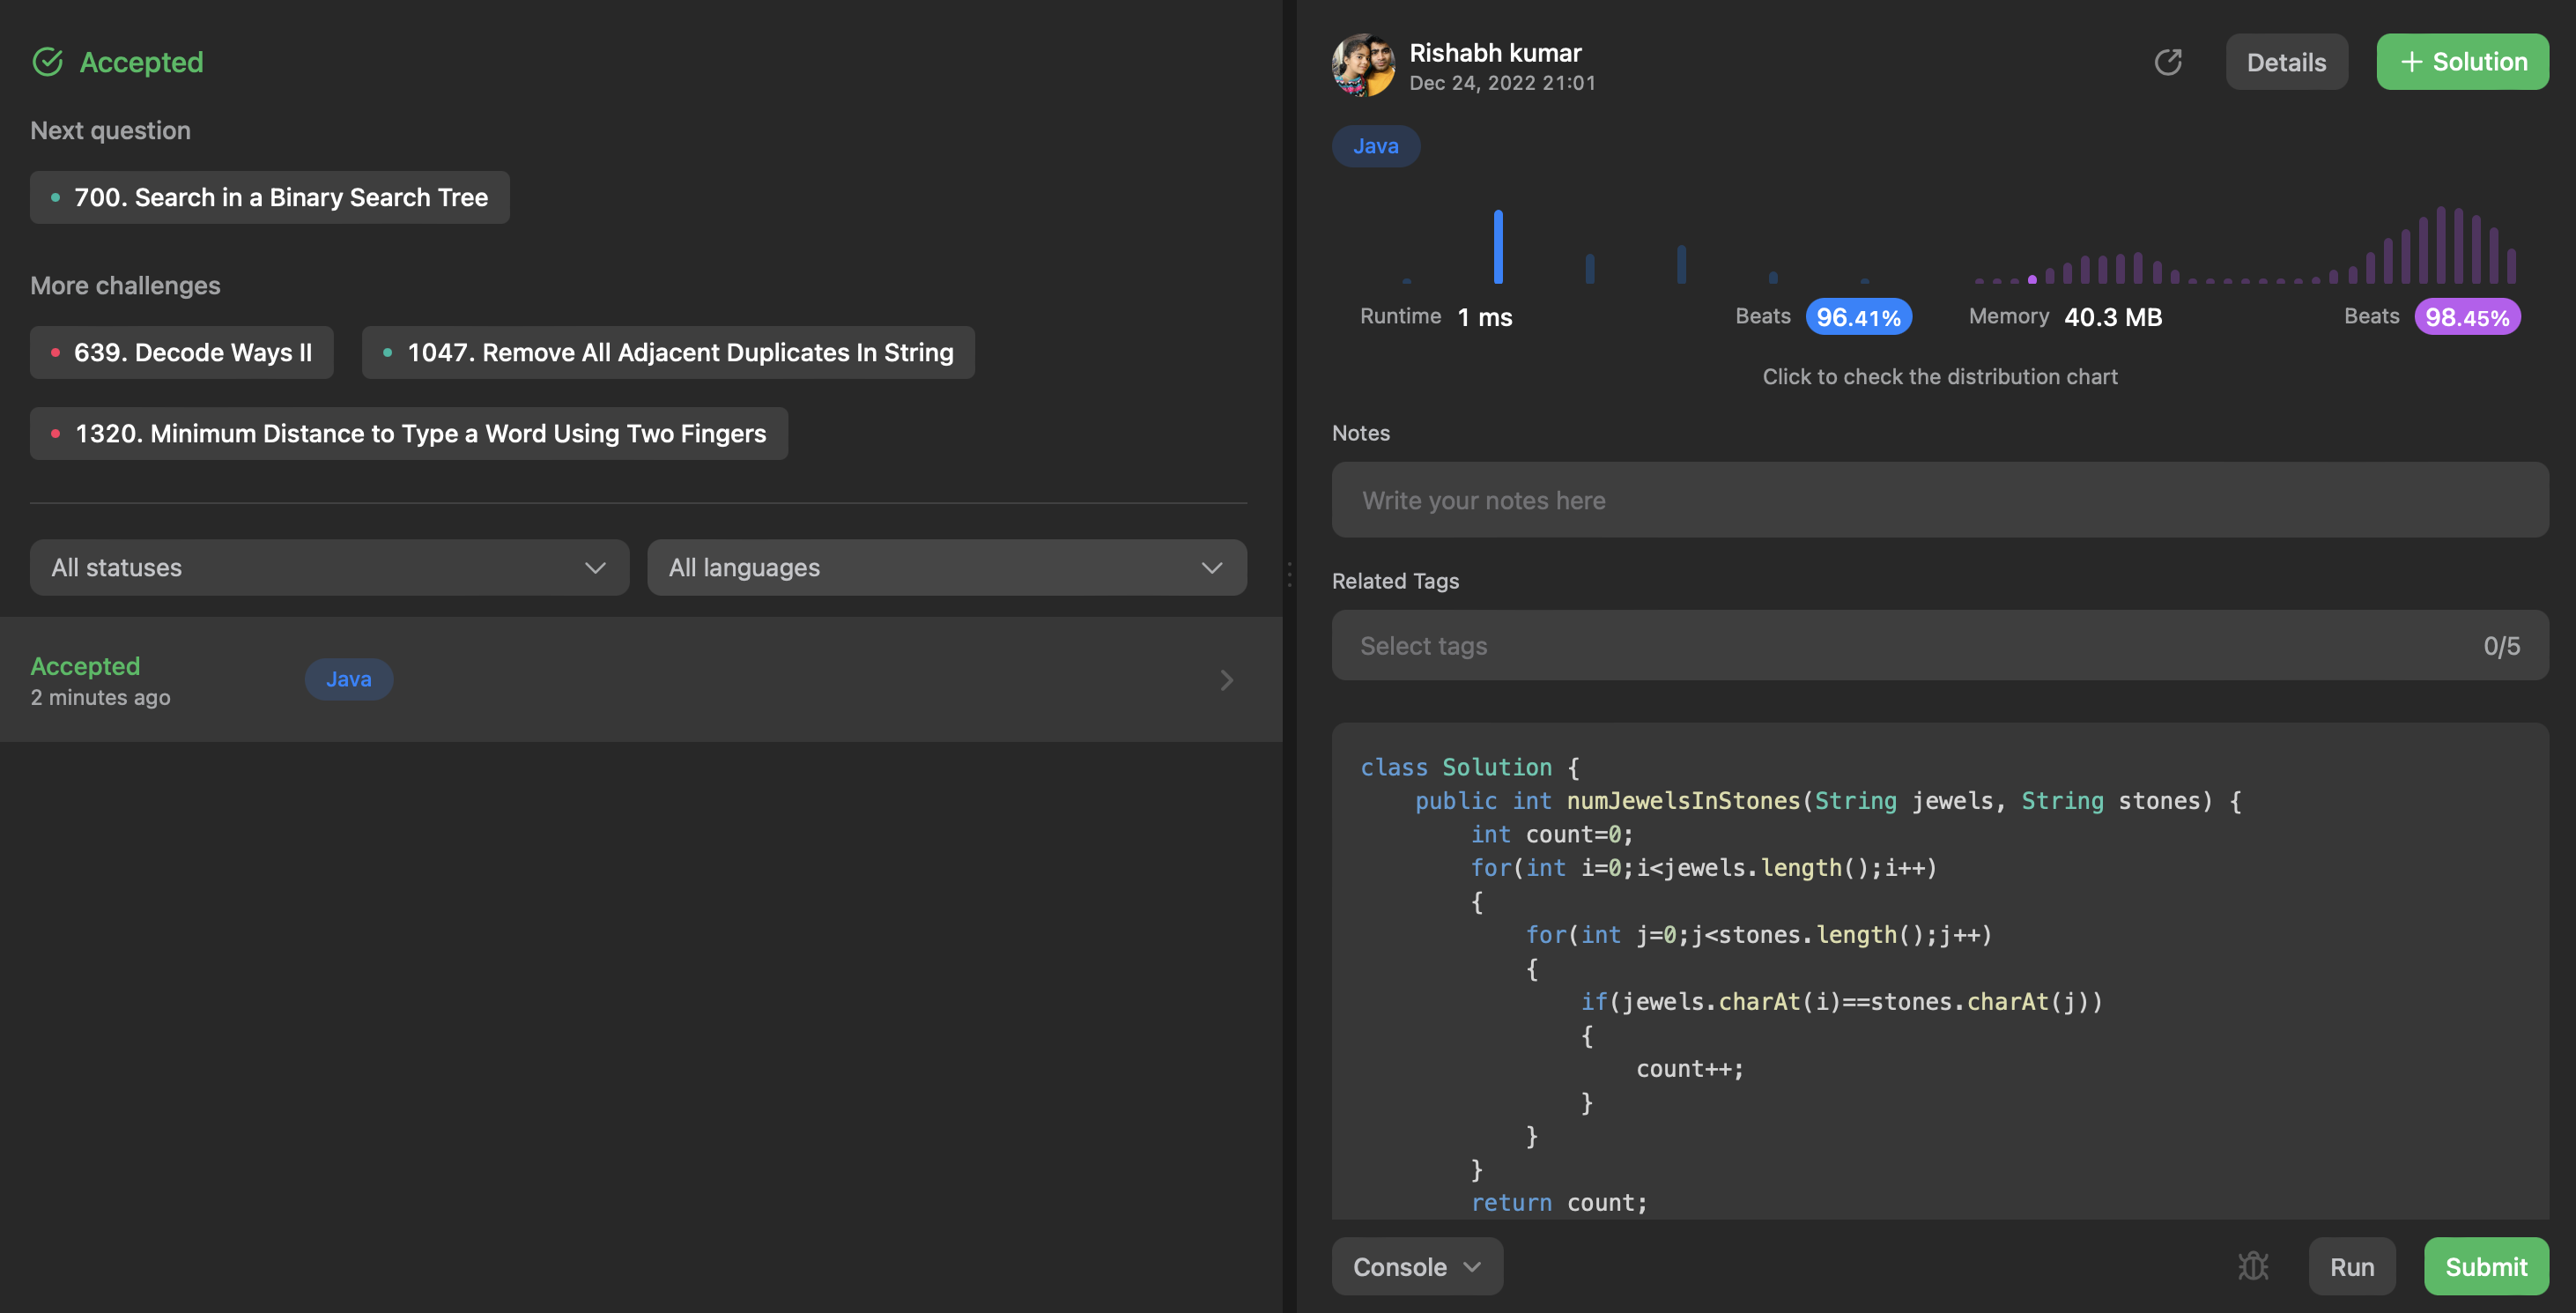 Accepted
Next question
700. Search in a Binary Search Tree
More challenges
639. Decode Ways II
1047. Remove All Adjacent Duplicates In String
1320. Minimum Distance to Type a Word Using Two Fingers
All statuses
All languages
Accepted
2 minutes ago
Java
Rishabh kumar
Dec 24, 2022 21:01
Details
+ Solution
Java
Runtime 1 ms
Beats 96.41%
Memory 40.3 MB
Beats 98.45%
Click to check the distribution chart
Notes
Write your notes here
Related Tags
Select tags
0/5
class Solution {
    public int numJewelsInStones(String jewels, String stones) {
        int count=0;
        for(int i=0;i<jewels.length();i++)
        {
            for(int j=0;j<stones.length();j++)
            {
                if(jewels.charAt(i)==stones.charAt(j))
                {
                    count++;
                }
            }
        }
        return count;
Console
Run
Submit